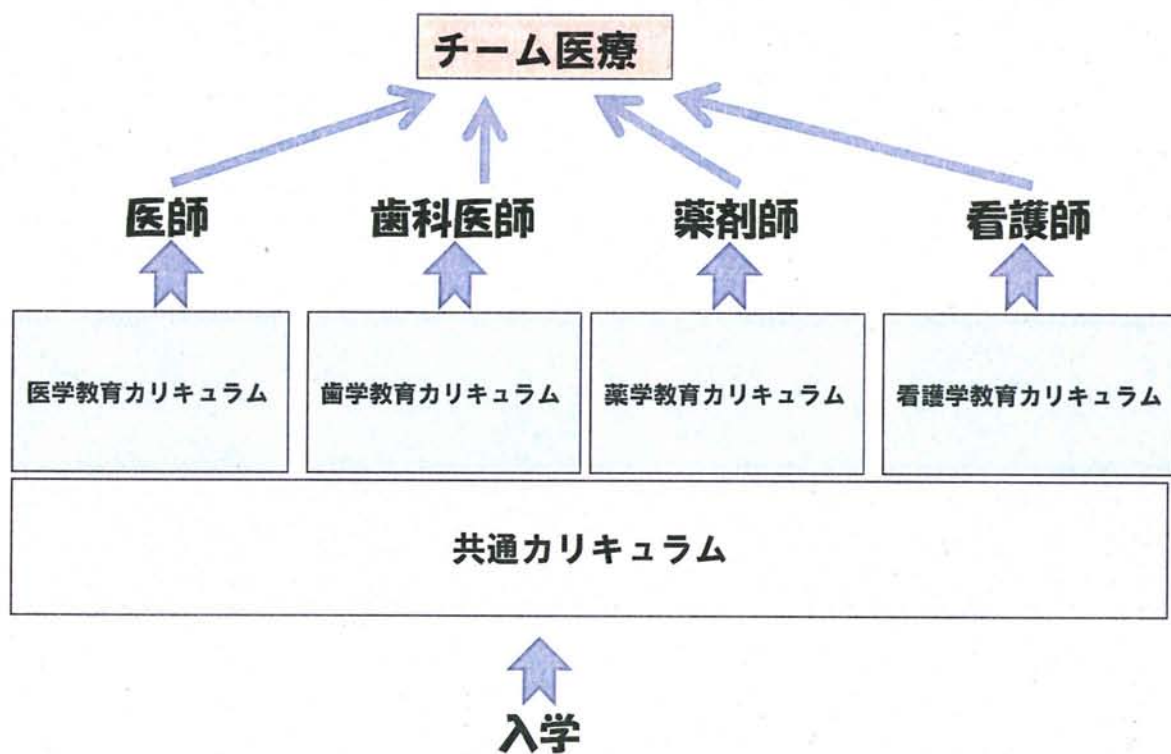 チーム医療
医師 歯科医師 薬剤師 看護師
医学教育カリキュラム 歯学教育カリキュラム 薬学教育カリキュラム 看護学教育カリキュラム
共通カリキュラム
入学